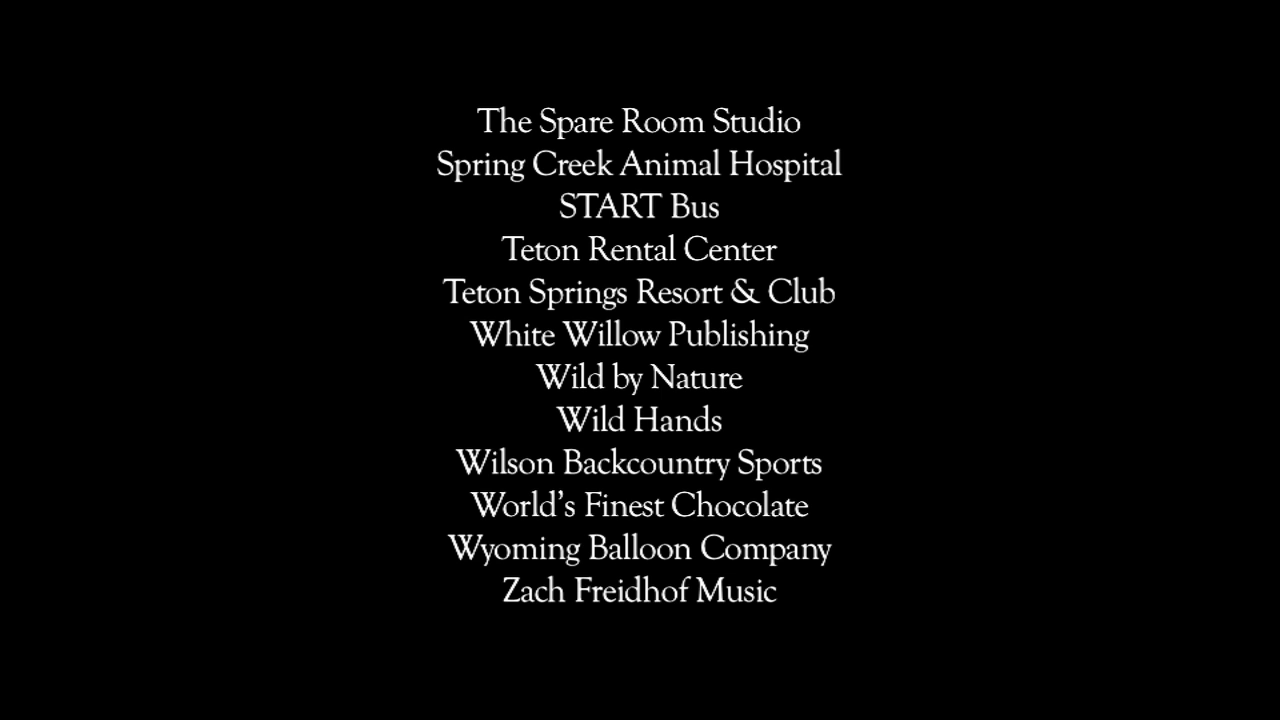 The Spare Room Studio
Spring Creek Animal Hospital
START Bus
Teton Rental Center
Teton Springs Resort & Club
White Willow Publishing
Wild by Nature
Wild Hands
Wilson Backcountry Sports
World’s Finest Chocolate
Wyoming Balloon Company
Zach Freidhof Music